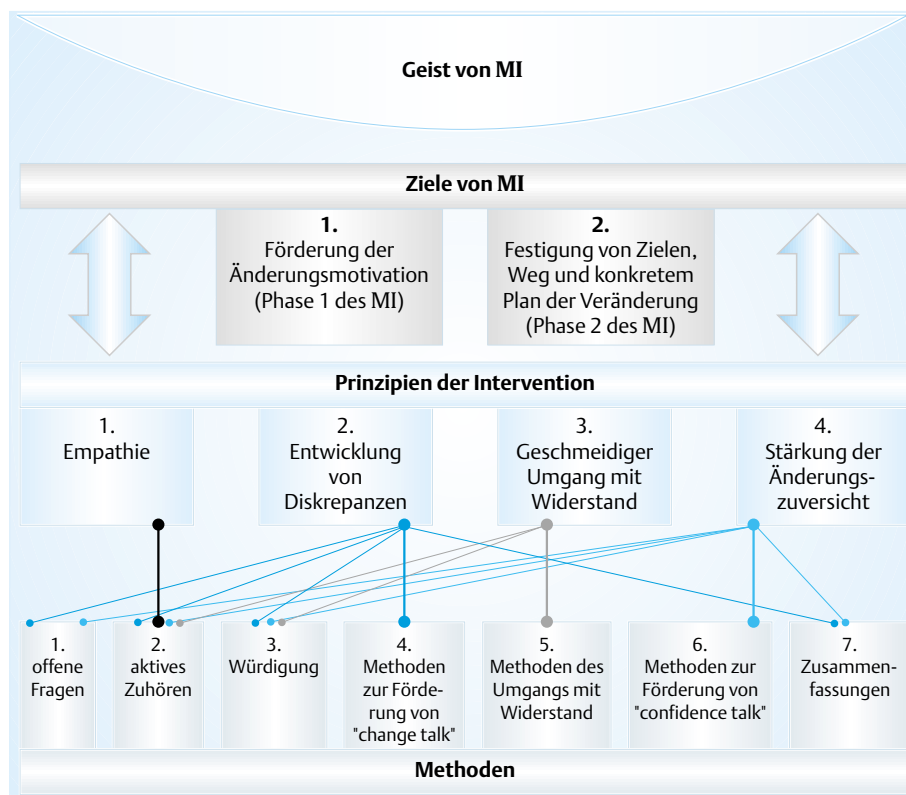 Geist von MI
Ziele von MI
1.
Förderung der
Änderungsmotivation
(Phase 1 des MI)
2.
Festigung von Zielen,
Weg und konkretem
Plan der Veränderung
(Phase 2 des MI)
Prinzipien der Intervention
1.
Empathie
2.
Entwicklung
von
Diskrepanzen
3.
Geschmeidiger
Umgang mit
Widerstand
4.
Stärkung der
Änderungs-
zuversicht
1.
offene
Fragen
2.
aktives
Zuhören
3.
Würdigung
4.
Methoden
zur Förde-
rung von
"change talk"
5.
Methoden des
Umgangs mit
Widerstand
6.
Methoden zur
Förderung von
"confidence talk"
7.
Zusammen-
fassungen
Methoden